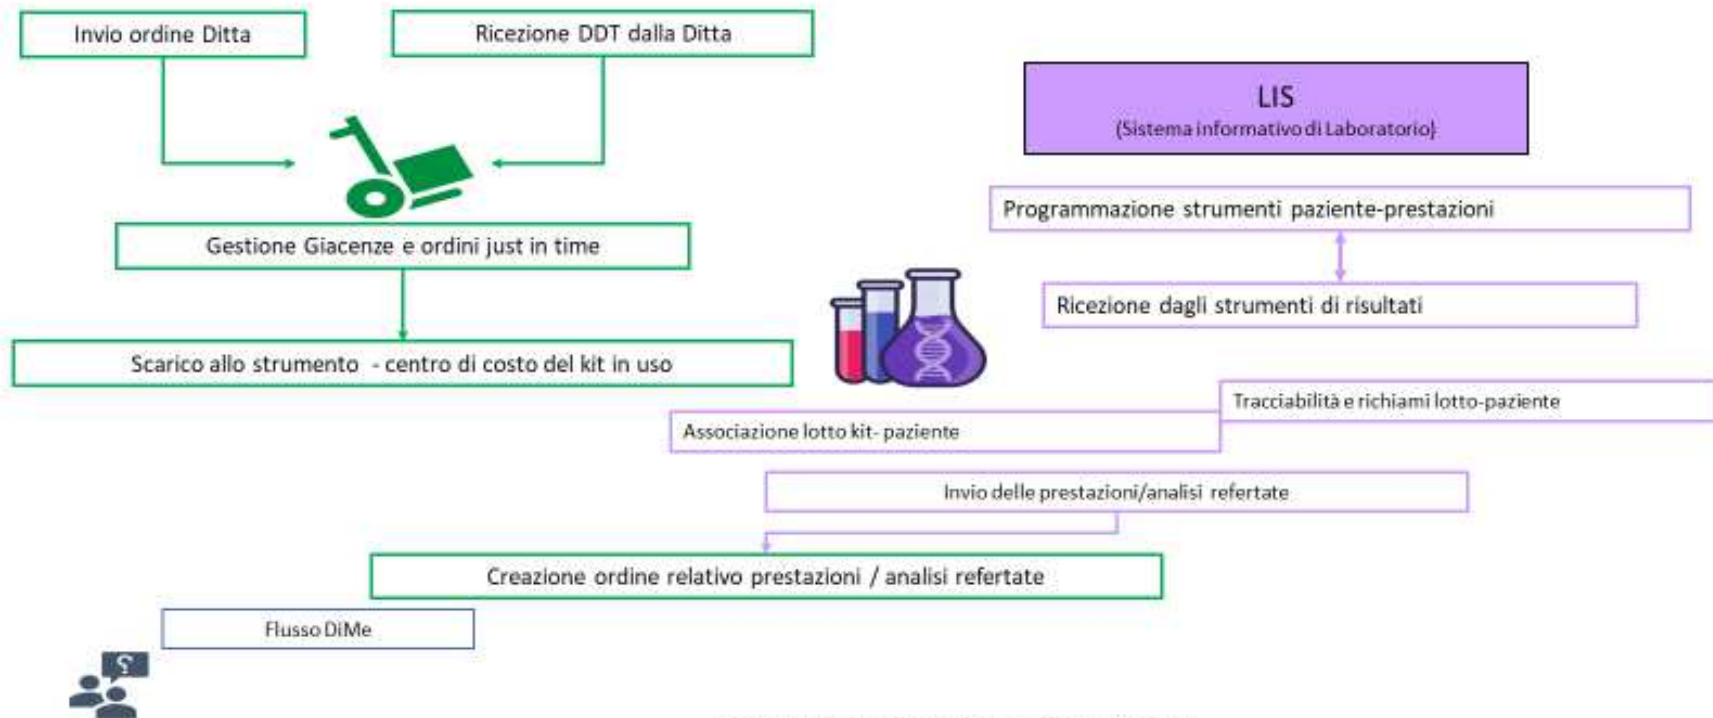 Invio ordine Ditta
Ricezione DDT dalla Ditta
LIS
(Sistema informativo di Laboratorio)
Programmazione strumenti paziente-prestazioni
Gestione Giacenze e ordini just in time
Ricezione dagli strumenti di risultati
Scarico allo strumento - centro di costo del kit in uso
Tracciabilità e richiami lotto-paziente
Associazione lotto kit- paziente
Invio delle prestazioni/analisi refertate
Creazione ordine relativo prestazioni / analisi refertate
Flusso DiMe
?